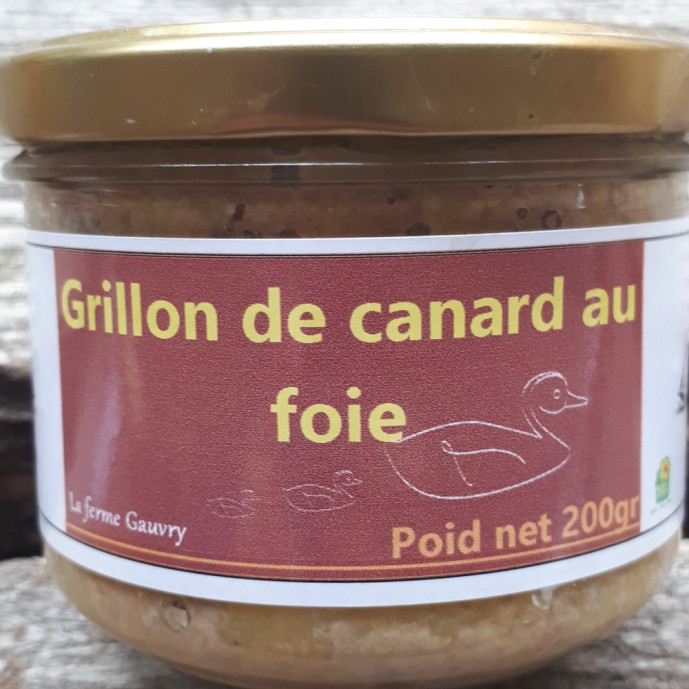 Grillon de canard au
foie
La ferme Gauvry
Poid net 200gr